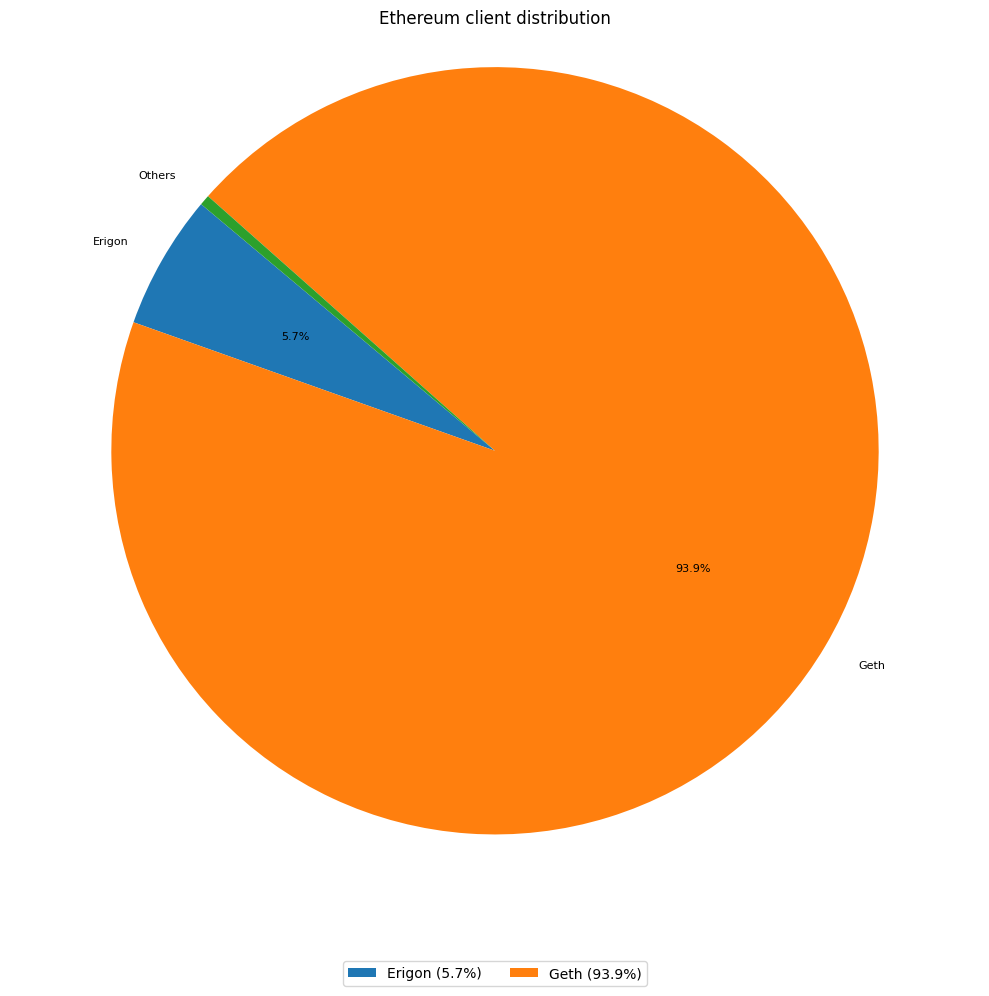 Ethereum client distribution
Others
Erigon
5.7%
93.9%
Geth
Erigon (5.7%)
Geth (93.9%)